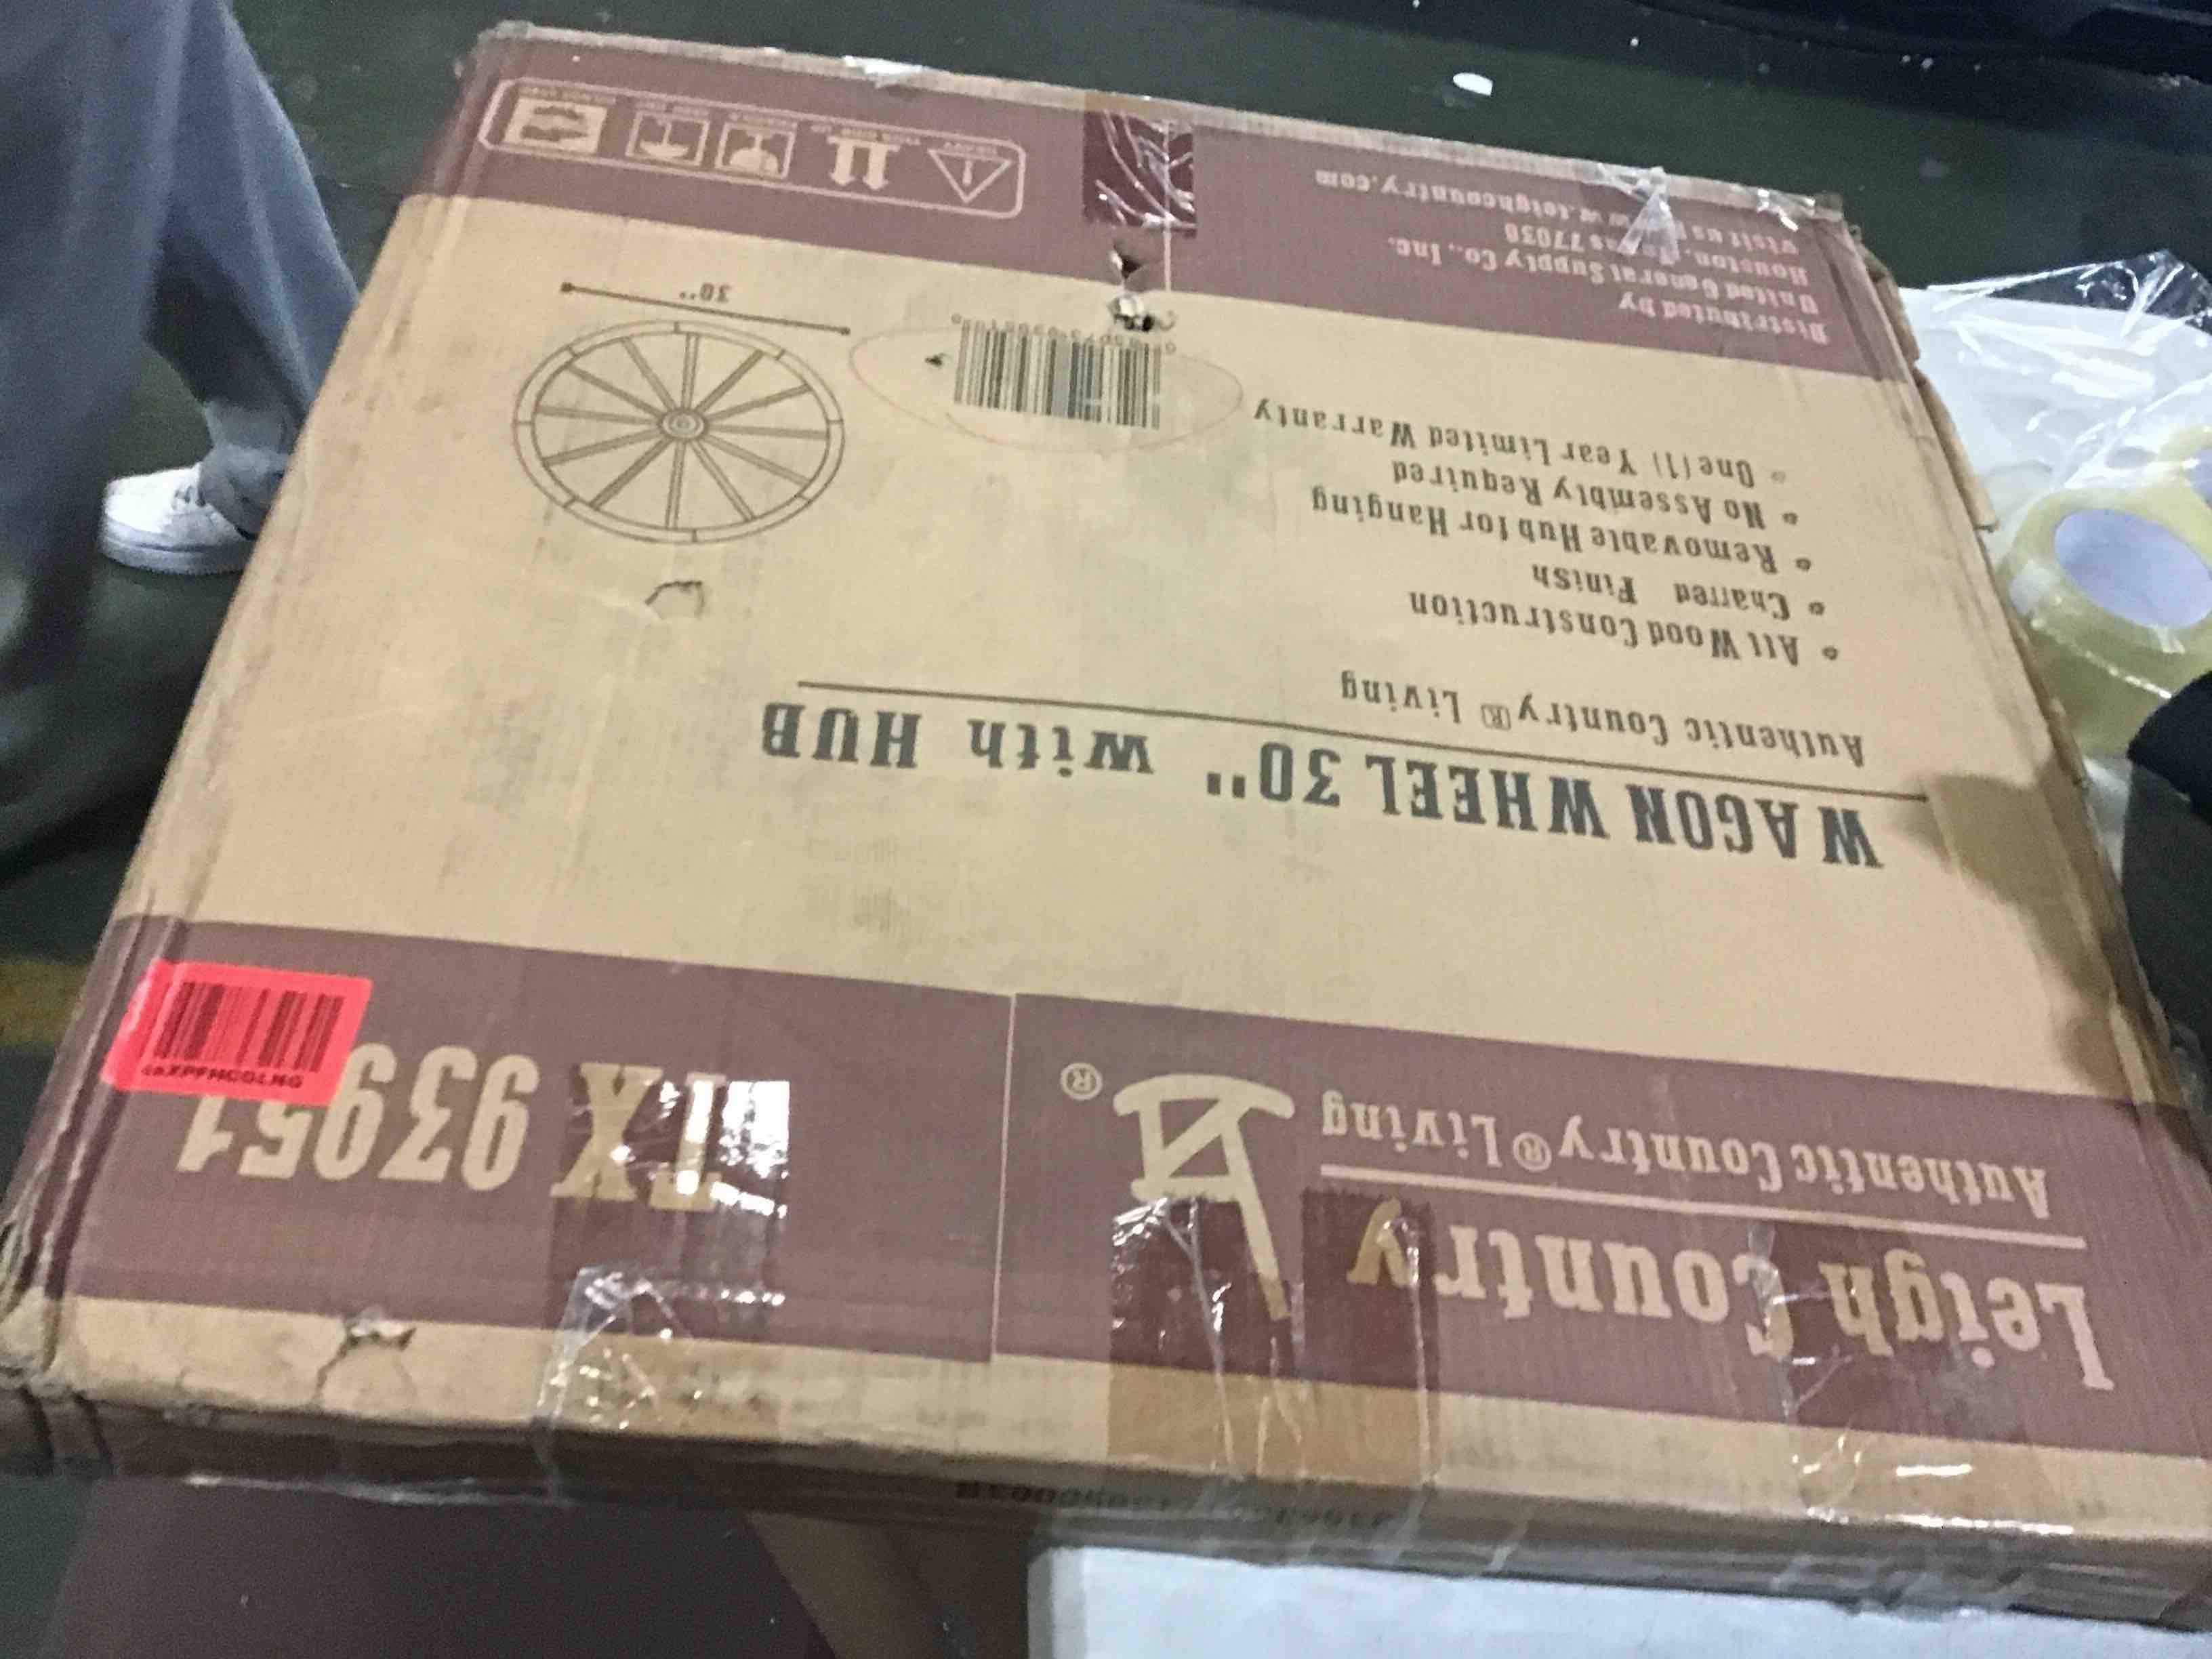 Leigh Country
Authentic Country® Living
®
TX 93951
WAGON WHEEL 30" with HUB
Authentic Country® Living
• All Wood Construction
• Charred Finish
• Removable Hub for Hanging
• No Assembly Required
• One(1) Year Limited Warranty
30"
Distributed by
United General Supply Co., Inc.
Houston, Texas 77038
visit us www.leighcountry.com
HEAVY